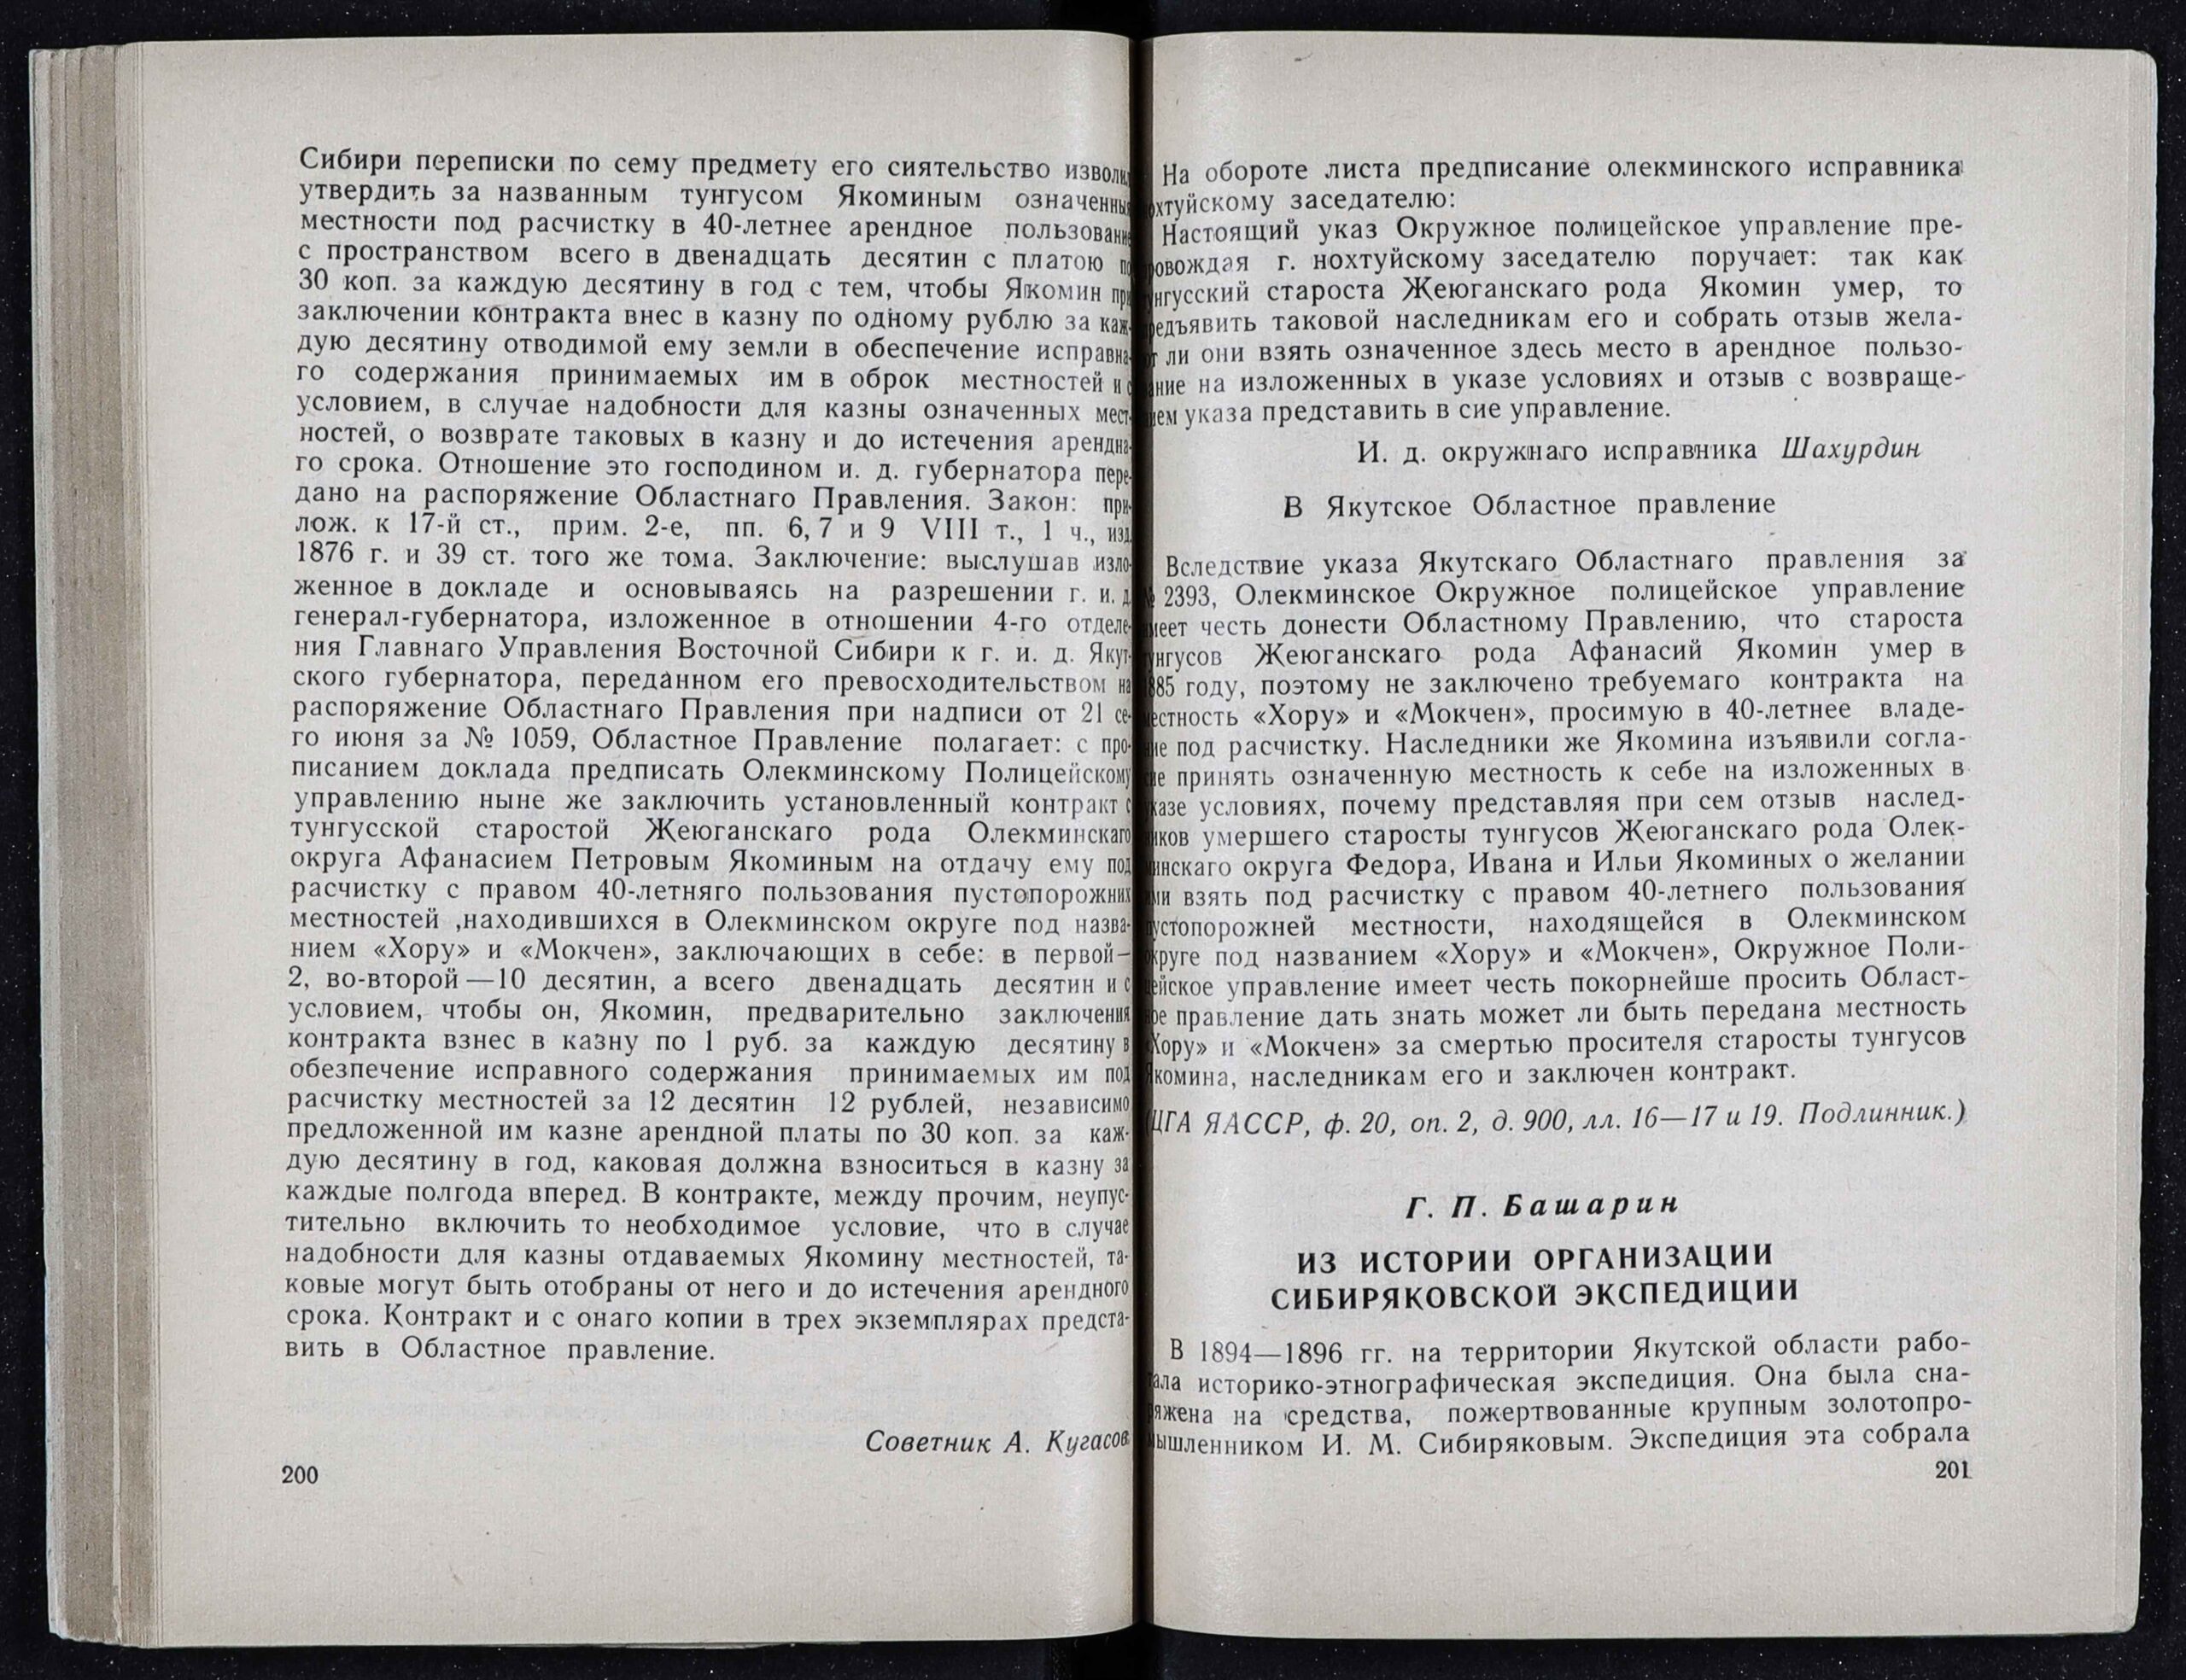 Сибири переписки по сему предмету его сиятельство изволи
утвердить за названным тунгусом Якоминым означенны
местности под расчистку в 40-летнее арендное пользовани
с пространством всего в двенадцать десятин с платою по
30 коп. за каждую десятину в год с тем, чтобы Якомин при
заключении контракта внес в казну по одному рублю за каж-
дую десятину отводимой ему земли в обеспечение исправна-
го содержания принимаемых им в оброк местностей и с
условием, в случае надобности для казны означенных мест-
ностей, о возврате таковых в казну и до истечения арендна-
го срока. Отношение это господином и. д. губернатора пере-
дано на распоряжение Областнаго Правления. Закон: при-
лож. к 17-й ст., прим. 2-е, пп. 6, 7 и 9 VIII т., 1 ч., изд.
1876 г. и 39 ст. того же тома. Заключение: выслушав изло-
женное в докладе и основываясь на разрешении г. и. д.
генерал-губернатора, изложенное в отношении 4-го отделе-
ния Главнаго Управления Восточной Сибири к г. и. д. Якут-
ского губернатора, переданном его превосходительством на
распоряжение Областнаго Правления при надписи от 21 се-
го июня за № 1059, Областное Правление полагает: с про-
писанием доклада предписать Олекминскому Полицейскому
управлению ныне же заключить установленный контракт с
тунгусской старостой Жеюганскаго рода Олекминскаго
округа Афанасием Петровым Якоминым на отдачу ему под
расчистку с правом 40-летняго пользования пустопорожних
местностей ,находившихся в Олекминском округе под назва-
нием «Хору» и «Мокчен», заключающих в себе: в первой—
2, во-второй—10 десятин, а всего двенадцать десятин и с
условием, чтобы он, Якомин, предварительно заключения
контракта взнес в казну по 1 руб. за каждую десятину в
обезпечение исправного содержания принимаемых им под
расчистку местностей за 12 десятин 12 рублей, независимо
предложенной им казне арендной платы по 30 коп. за каж-
дую десятину в год, каковая должна взноситься в казну за
каждые полгода вперед. В контракте, между прочим, неупус-
тительно включить то необходимое условие, что в случае
надобности для казны отдаваемых Якомину местностей, та-
ковые могут быть отобраны от него и до истечения арендного
срока. Контракт и с онаго копии в трех экземплярах предста-
вить в Областное правление.
Советник А. Кугасов
200
На обороте листа предписание олекминского исправника
охтуйскому заседателю:
Настоящий указ Окружное полицейское управление пре-
ровождая г. нохтуйскому заседателю поручает: так как
нгусский староста Жеюганскаго рода Якомин умер, то
редъявить таковой наследникам его и собрать отзыв жела-
т ли они взять означенное здесь место в арендное пользо-
ание на изложенных в указе условиях и отзыв с возвраще-
ием указа представить в сие управление.
И. д. окружнаго исправника Шахурдин
В Якутское Областное правление
Вследствие указа Якутскаго Областнаго правления за
№ 2393, Олекминское Окружное полицейское управление
меет честь донести Областному Правлению, что староста
унгусов Жеюганскаго рода Афанасий Якомин умер в
885 году, поэтому не заключено требуемаго контракта на
естность «Хору» и «Мокчен», просимую в 40-летнее владе-
ие под расчистку. Наследники же Якомина изъявили согла-
ие принять означенную местность к себе на изложенных в
казе условиях, почему представляя при сем отзыв наслед-
иков умершего старосты тунгусов Жеюганскаго рода Олек-
инскаго округа Федора, Ивана и Ильи Якоминых о желании
ми взять под расчистку с правом 40-летнего пользования
устопорожней местности, находящейся в Олекминском
круге под названием «Хору» и «Мокчен», Окружное Поли-
ейское управление имеет честь покорнейше просить Област-
ое правление дать знать может ли быть передана местность
Хору» и «Мокчен» за смертью просителя старосты тунгусов
Якомина, наследникам его и заключен контракт.
(ЦГА ЯАССР, ф. 20, оп. 2, д. 900, лл. 16—17 и 19. Подлинник.)
Г. П. Башарин
ИЗ ИСТОРИИ ОРГАНИЗАЦИИ
СИБИРЯКОВСКОЙ ЭКСПЕДИЦИИ
В 1894—1896 гг. на территории Якутской области рабо-
тала историко-этнографическая экспедиция. Она была сна-
яжена на средства, пожертвованные крупным золотопро-
мышленником И. М. Сибиряковым. Экспедиция эта собрала
201